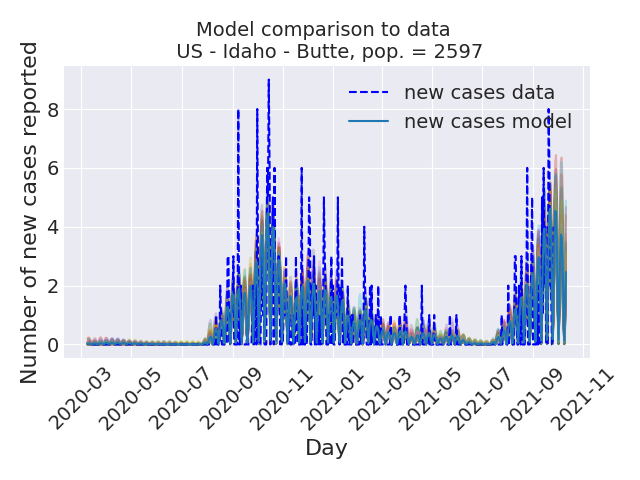 Model comparison to data
US - Idaho - Butte, pop. = 2597
Number of new cases reported
8
6
4
2
0
new cases data
new cases model
2020-03
2020-05
2020-07
2020-09
2020-11
2021-01
2021-03
2021-05
2021-07
2021-09
2021-11
Day